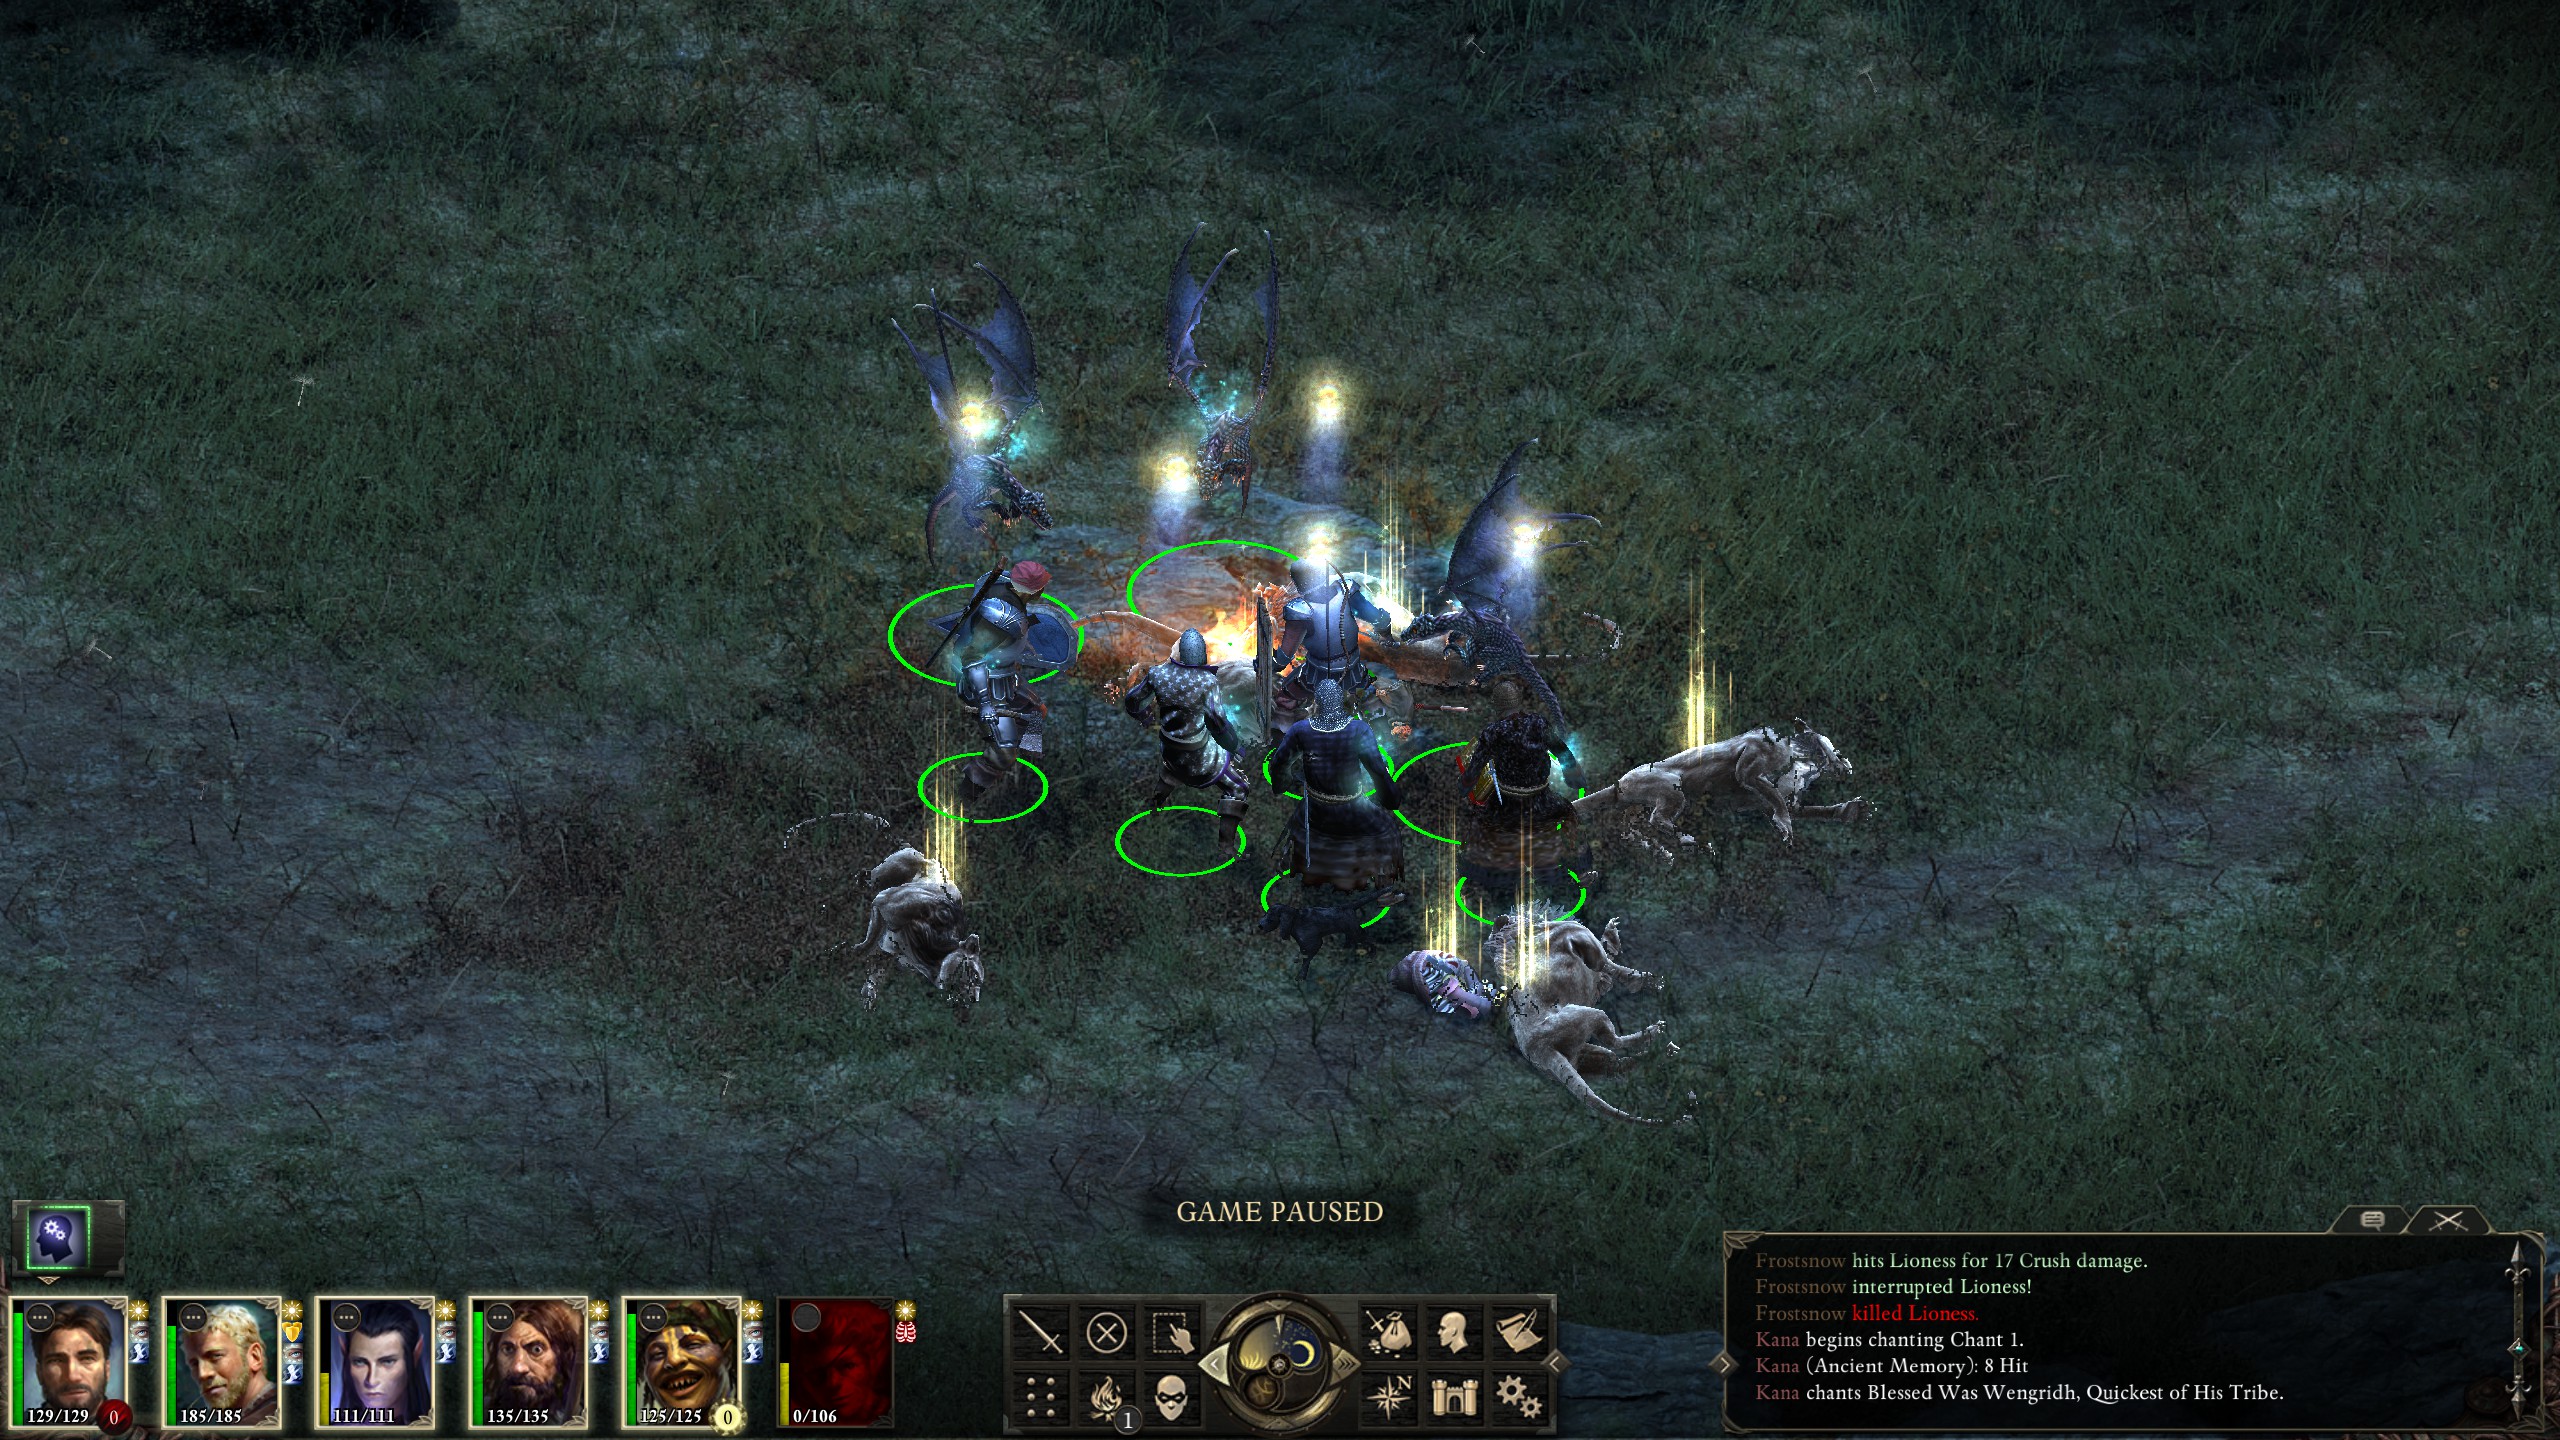 GAME PAUSED
Frostsnow hits Lioness for 17 Crush damage.
Frostsnow interrupted Lioness!
Frostsnow killed Lioness.
Kana begins chanting Chant 1.
Kana (Ancient Memory): 8 Hit
Kana chants Blessed Was Wengridh, Quickest of His Tribe.
129/129 0
185/185
111/111
135/135
125/125 0
0/106
1
N